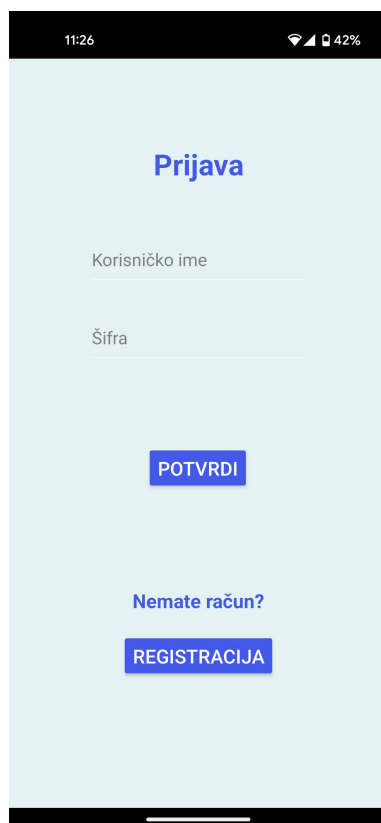 11:26 42%
Prijava
Korisničko ime
Šifra
POTVRDI
Nemate račun?
REGISTRACIJA